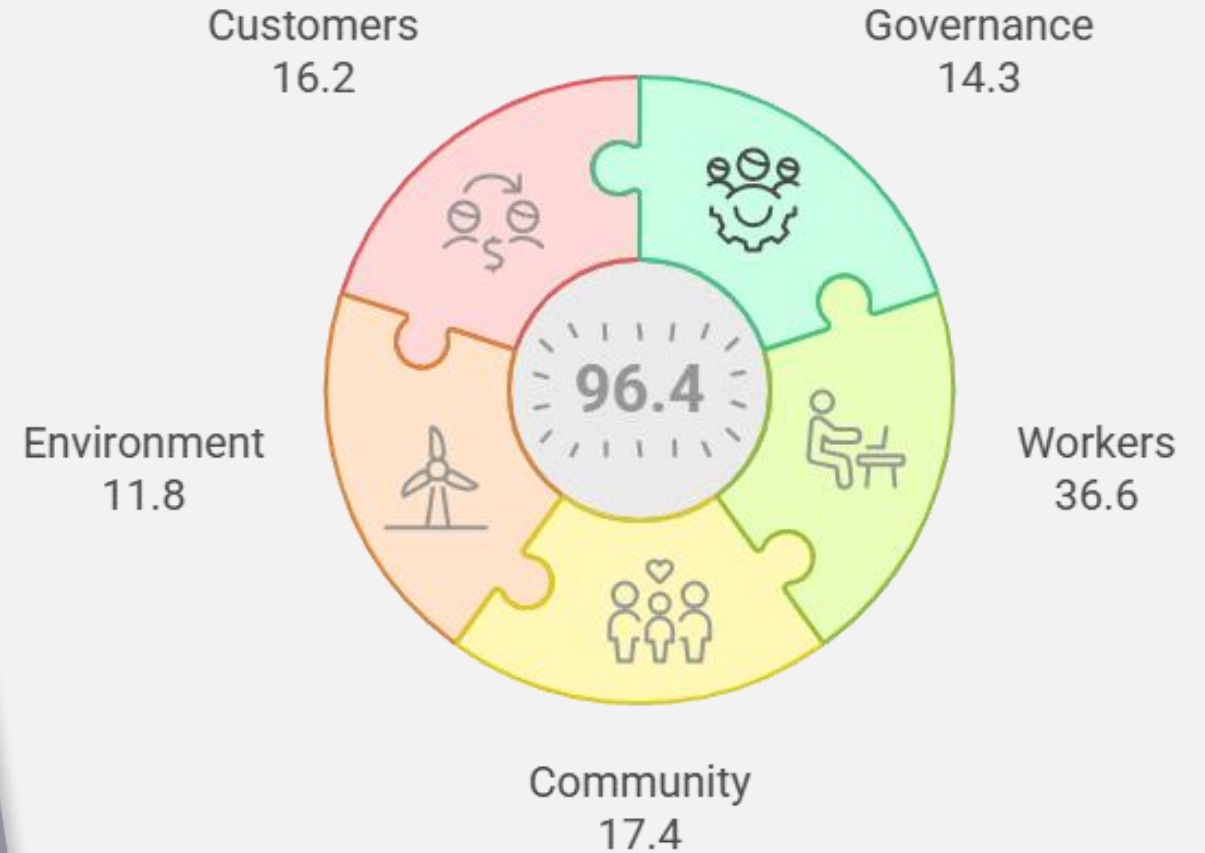 Customers
16.2
Governance
14.3
$
96.4
Environment
11.8
Workers
36.6
Community
17.4